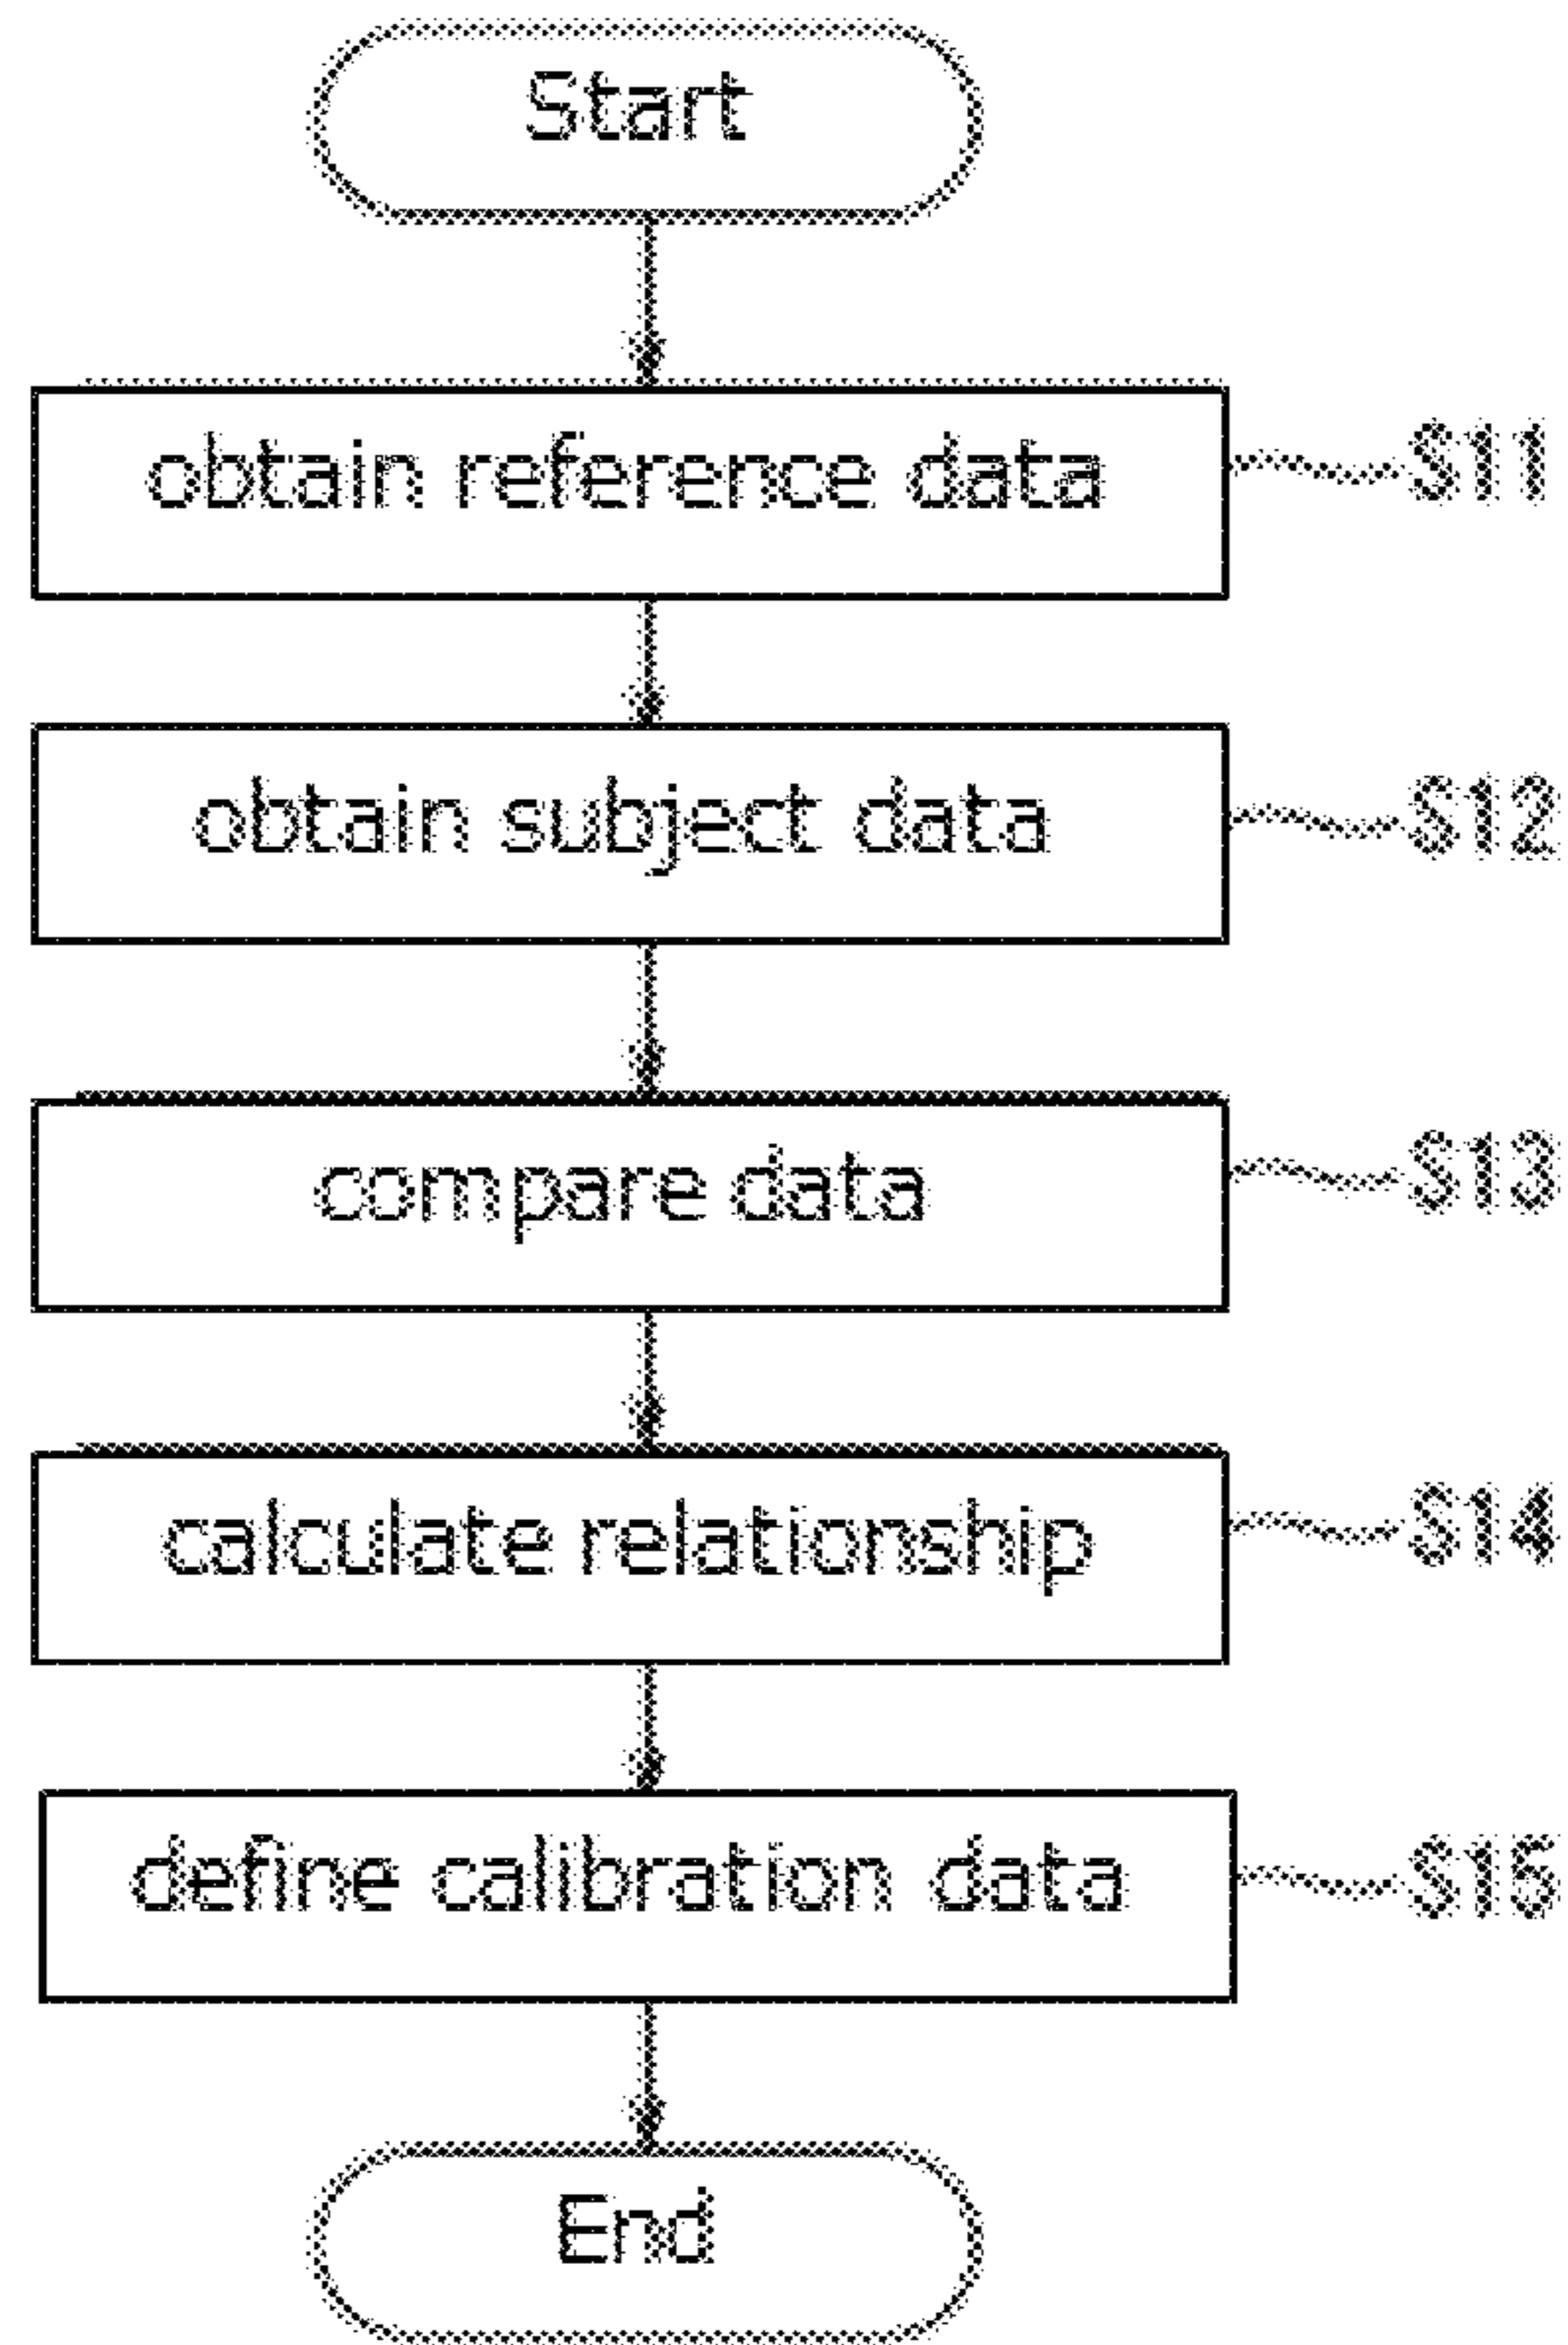 Start
obtain reference data S11
obtain subject data S12
compare data S13
calculate relationship S14
define calibration data S15
End